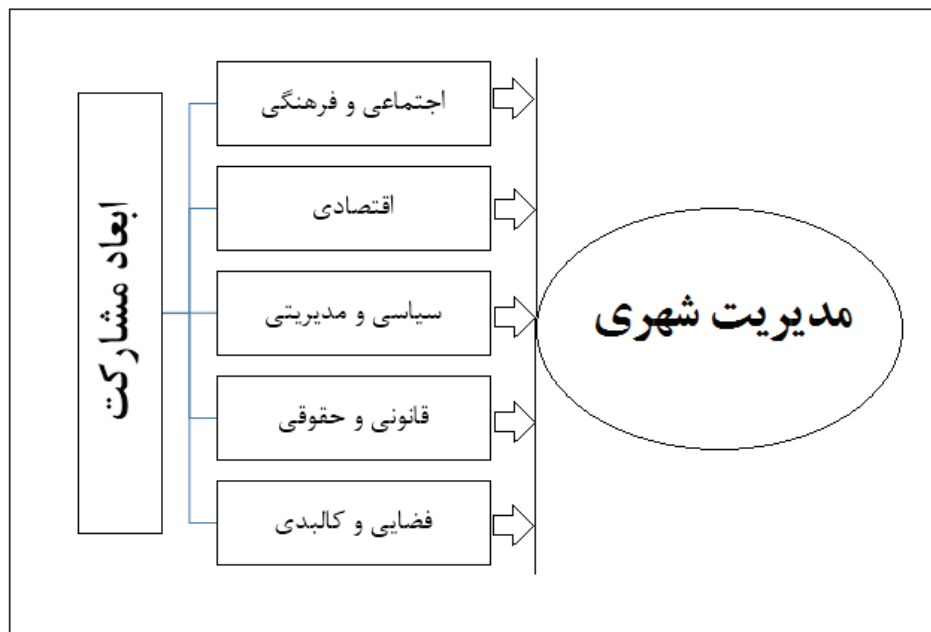 ابعاد مشارکت
اجتماعی و فرهنگی
اقتصادی
سیاسی و مدیریتی
قانونی و حقوقی
فضایی و کالبدی
مدیریت شهری